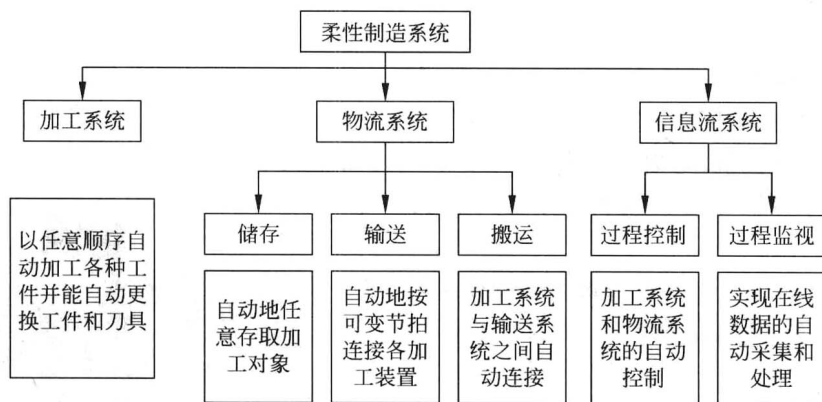 柔性制造系统
加工系统
物流系统
信息流系统
储存
输送
搬运
过程控制
过程监视
以任意顺序自
动加工各种工
件并能自动更
换工件和刀具
自动地任
意存取加
工对象
自动地按
可变节拍
连接各加
工装置
加工系统
与输送系
统之间自
动连接
加工系统
和物流系
统的自动
控制
实现在线
数据的自
动采集和
处理